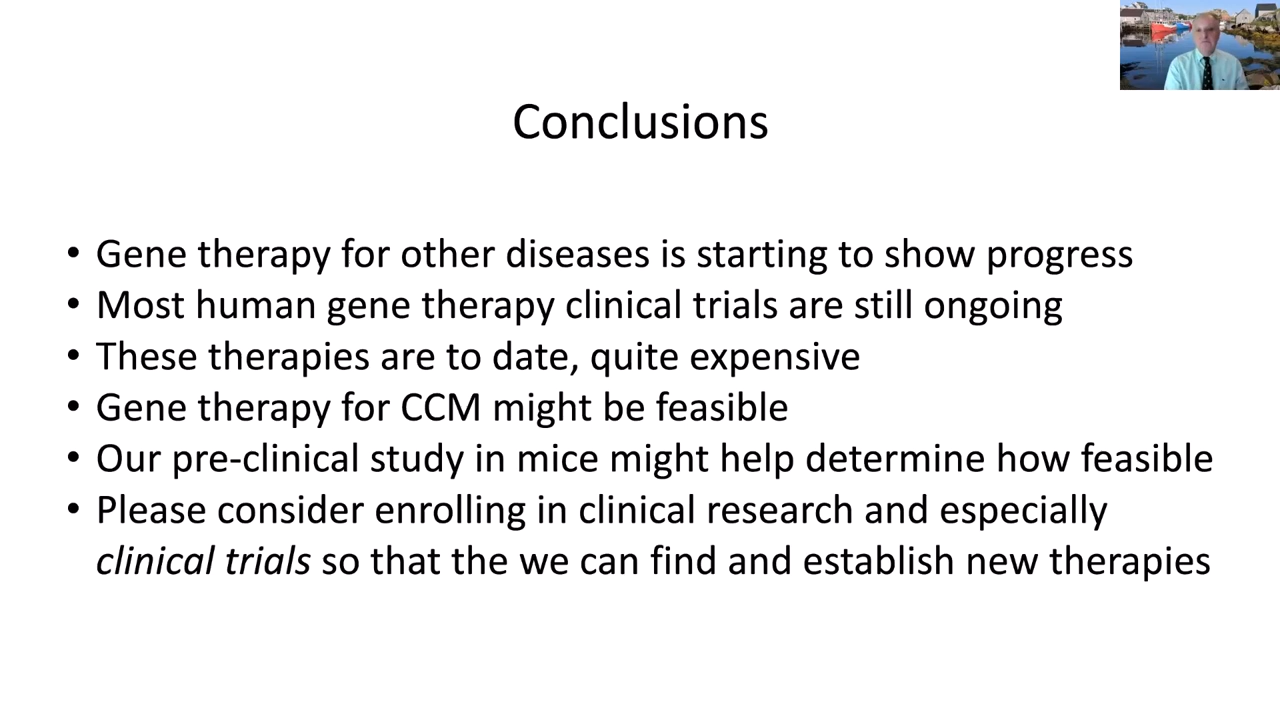 Conclusions
• Gene therapy for other diseases is starting to show progress
• Most human gene therapy clinical trials are still ongoing
• These therapies are to date, quite expensive
• Gene therapy for CCM might be feasible
• Our pre-clinical study in mice might help determine how feasible
• Please consider enrolling in clinical research and especially
clinical trials so that the we can find and establish new therapies